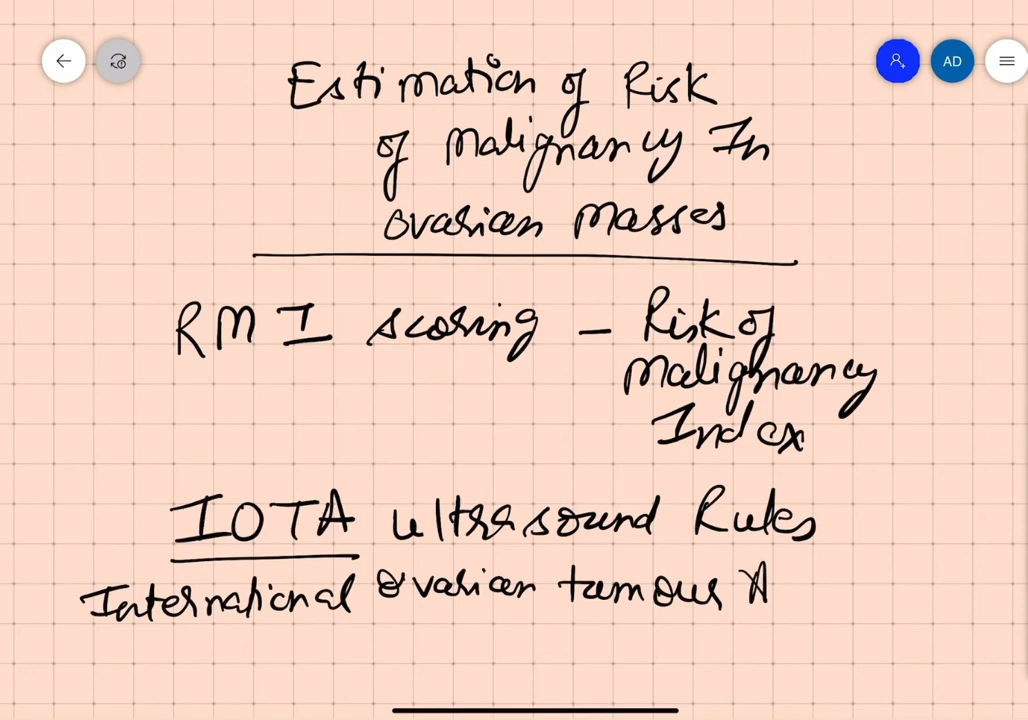 AD
Estimation of Risk
of Malignancy In
ovarian Masses
RMI scoring – Risk of
Malignancy
Index
IOTA ultrasound Rules
International Ovarian tumour A